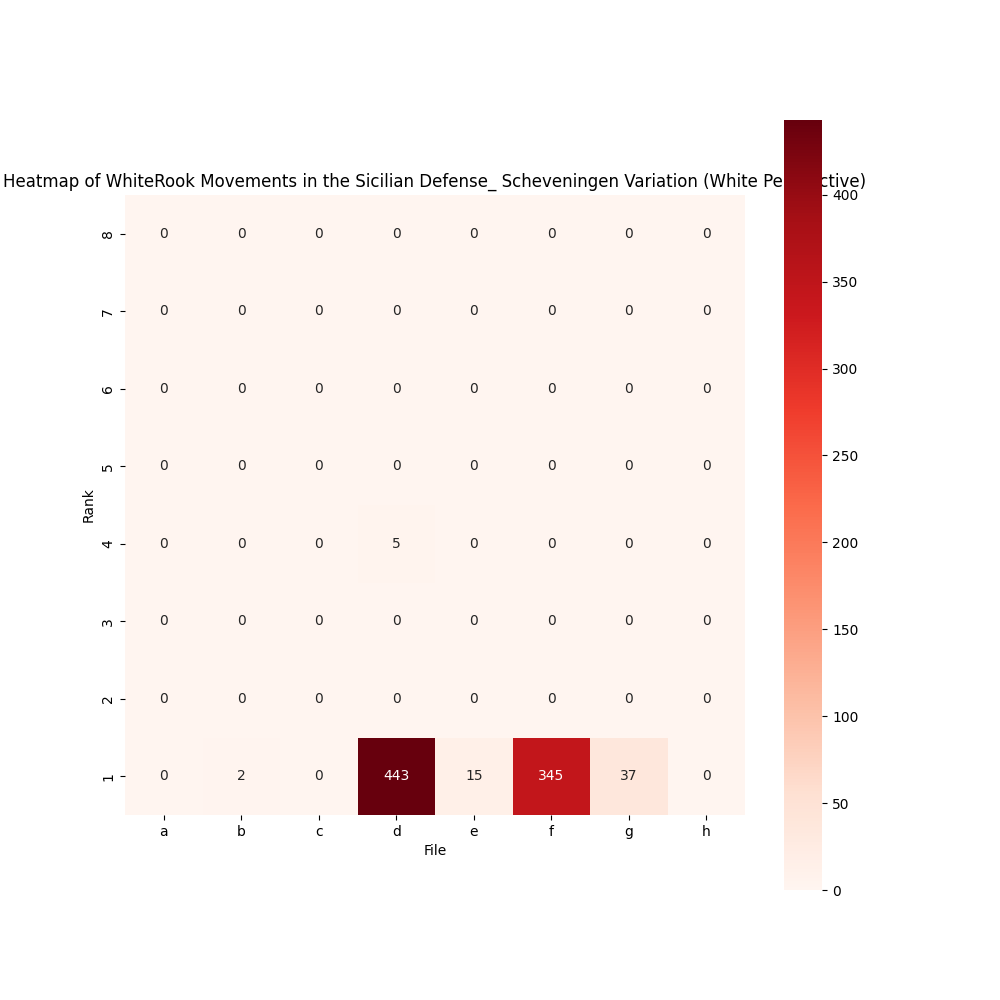 Heatmap of WhiteRook Movements in the Sicilian Defense_ Scheveningen Variation (White Perspective)
400
350
300
250
200
150
100
50
0
Rank
8 0 0 0 0 0 0 0 0
7 0 0 0 0 0 0 0 0
6 0 0 0 0 0 0 0 0
5 0 0 0 0 0 0 0 0
4 0 0 0 5 0 0 0 0
3 0 0 0 0 0 0 0 0
2 0 0 0 0 0 0 0 0
1 0 2 0 443 15 345 37 0
a b c d e f g h
File